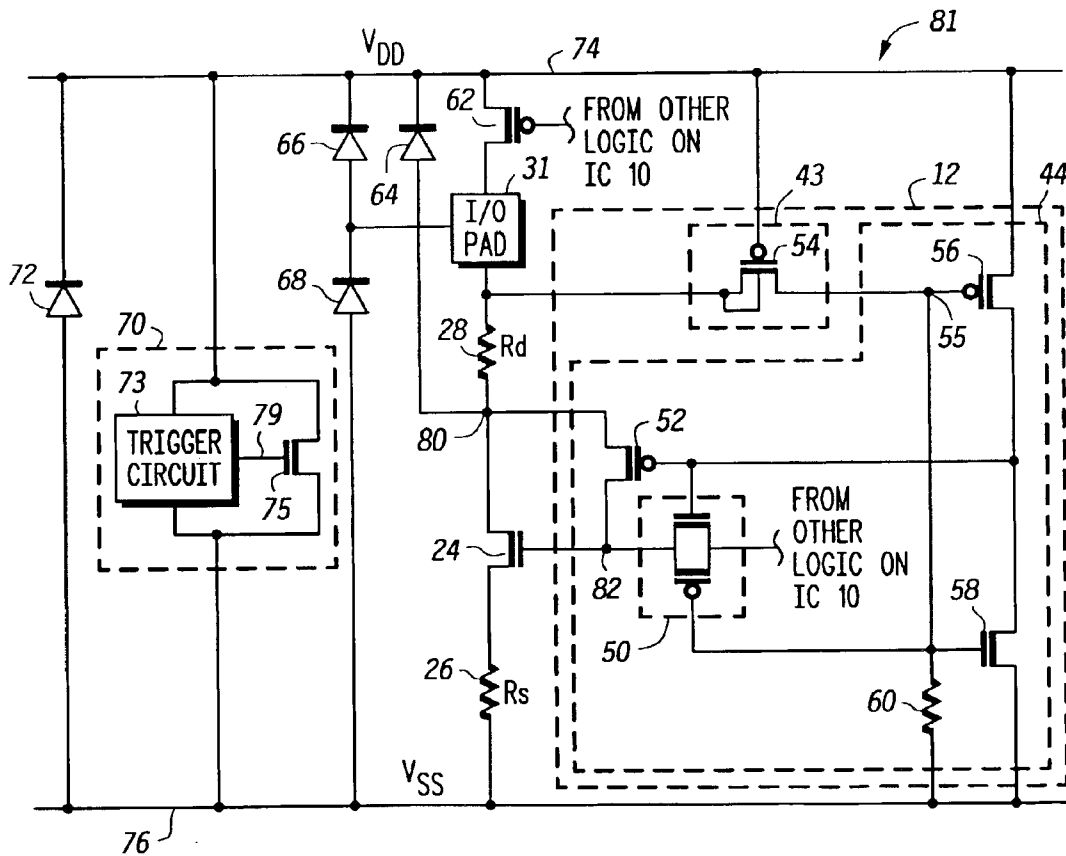 81
VDD
74
62
FROM OTHER
LOGIC ON
IC 10
66
64
31
I/O
PAD
12
43
44
54
56
72
68
55
70
28
Rd
73
TRIGGER
CIRCUIT
79
75
80
52
FROM
OTHER
LOGIC ON
IC 10
24
82
58
50
26
Rs
60
VSS
76